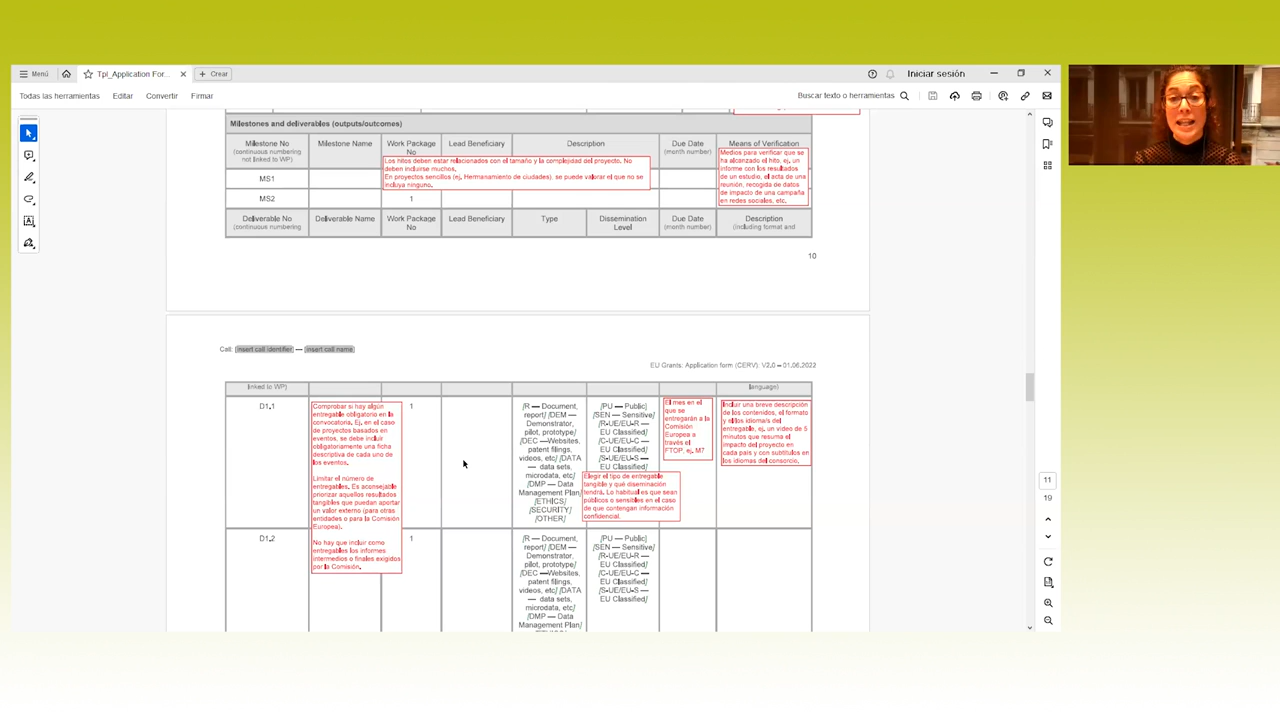 Menú
Tpl_Application For...
Crear
Iniciar sesión
Todas las herramientas
Editar
Convertir
Firmar
Buscar texto o herramientas
Milestones and deliverables (outputs/outcomes)
Milestone No
(continuous numbering
not linked to WP)
Milestone Name
Work Package
No
Lead Beneficiary
Description
Due Date
(month number)
Means of Verification
Los hitos deben estar relacionados con el tamaño y la complejidad del proyecto. No
deben incluirse muchos.
En proyectos sencillos (ej. Hermanamiento de ciudades), se puede valorar el que no se
incluya ninguno.
Medios para verificar que se
ha alcanzado el hito, ej. un
informe con los resultados
de un estudio, el acta de una
reunión, recogida de datos
de impacto de una campaña
en redes sociales, etc.
MS1
MS2
1
Deliverable No
(continuous numbering
Deliverable Name
Work Package
No
Lead Beneficiary
Type
Dissemination
Level
Due Date
(month number)
Description
(including format and
10
Call: [insert call identifier] — [insert call name]
EU Grants: Application form (CERV): V2.0 – 01.06.2022
linked to WP)
language)
D1.1
Comprobar si hay algún
entregable obligatorio en la
convocatoria. Ej. en el caso
de proyectos basados en
eventos, se debe incluir
obligatoriamente una ficha
descriptiva de cada uno de
los eventos.
Limitar el número de
entregables. Es aconsejable
priorizar aquellos resultados
tangibles que puedan aportar
un valor externo (para otras
entidades o para la Comisión
Europea).
No hay que incluir como
entregables los informes
intermedios o finales exigidos
por la Comisión.
1
[R — Document,
report] [DEM —
Demonstrator,
pilot, prototype]
[DEC —Websites,
patent filings,
videos, etc] [DATA
— data sets,
microdata, etc]
[DMP — Data
Management Plan]
[ETHICS]
[SECURITY]
[OTHER]
[PU — Public]
[SEN — Sensitive]
[R-UE/EU-R —
EU Classified]
[C-UE/EU-C —
EU Classified]
[S-UE/EU-S —
EU Classified]
Elegir el tipo de entregable
tangible y qué diseminación
tendrá. Lo habitual es que sean
públicos o sensibles en el caso
de que contengan información
confidencial.
El mes en el
que se
entregarán a la
Comisión
Europea a
través el
FTOP, ej. M7
Incluir una breve descripción
de los contenidos, el formato
y el/los idioma/s del
entregable, ej. un video de 5
minutos que resuma el
impacto del proyecto en
cada país y con subtítulos en
los idiomas del consorcio.
D1.2
1
[R — Document,
report] [DEM —
Demonstrator,
pilot, prototype]
[DEC —Websites,
patent filings,
videos, etc] [DATA
— data sets,
microdata, etc]
[DMP — Data
Management Plan]
[PU — Public]
[SEN — Sensitive]
[R-UE/EU-R —
EU Classified]
[C-UE/EU-C —
EU Classified]
[S-UE/EU-S —
EU Classified]
11
19